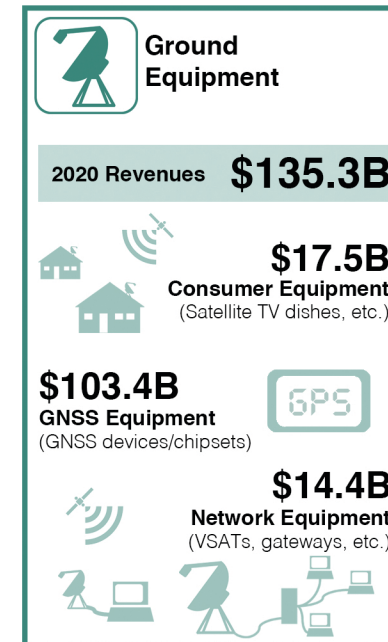 Ground
Equipment
2020 Revenues $135.3B
$17.5B
Consumer Equipment
(Satellite TV dishes, etc.)
$103.4B
GNSS Equipment
(GNSS devices/chipsets)
GPS
$14.4B
Network Equipment
(VSATs, gateways, etc.)